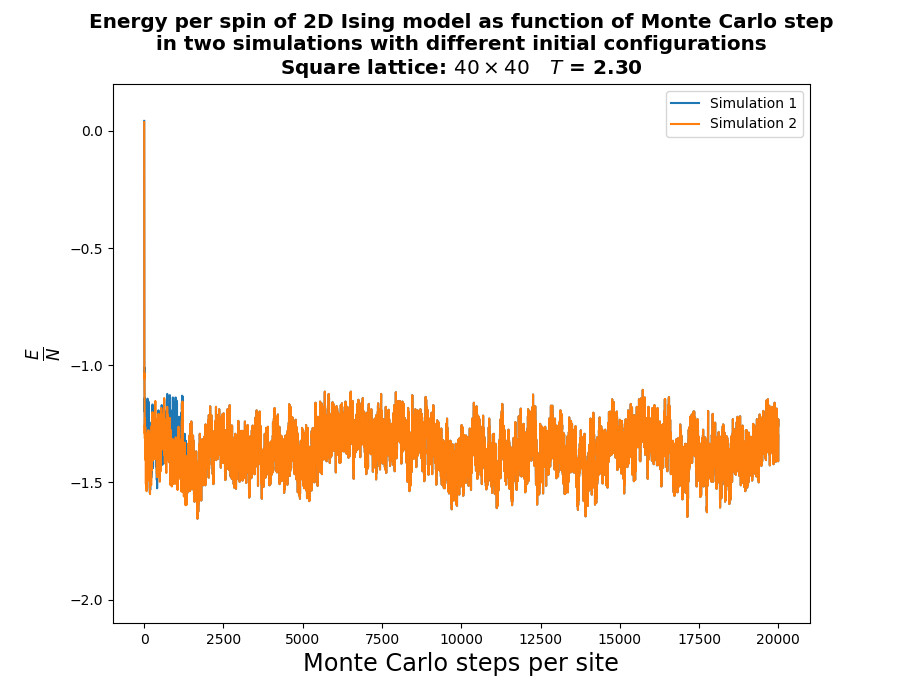 Energy per spin of 2D Ising model as function of Monte Carlo step
in two simulations with different initial configurations
Square lattice: 40 × 40 T = 2.30
Simulation 1
Simulation 2
0.0
−0.5
−1.0
−1.5
−2.0
E
N
0 2500 5000 7500 10000 12500 15000 17500 20000
Monte Carlo steps per site